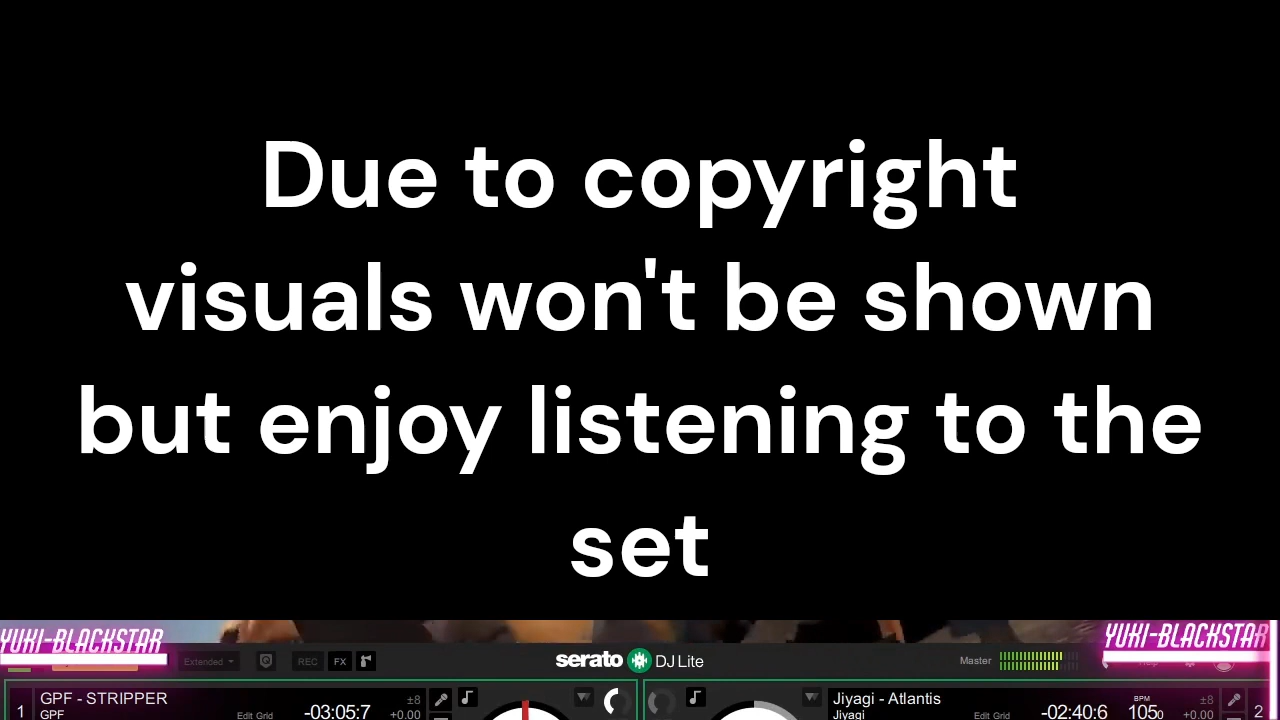 Due to copyright
visuals won't be shown
but enjoy listening to the
set
YUKI-BLACKSTAR
YUKI-BLACKSTAR
Extended
REC
FX
serato DJ Lite
Master
1
GPF - STRIPPER
GPF
Edit Grid
-03:05:7
±8
+0.00
Jiyagi - Atlantis
Jiyagi
Edit Grid
-02:40:6
BPM
105.0
±8
+0.00
2